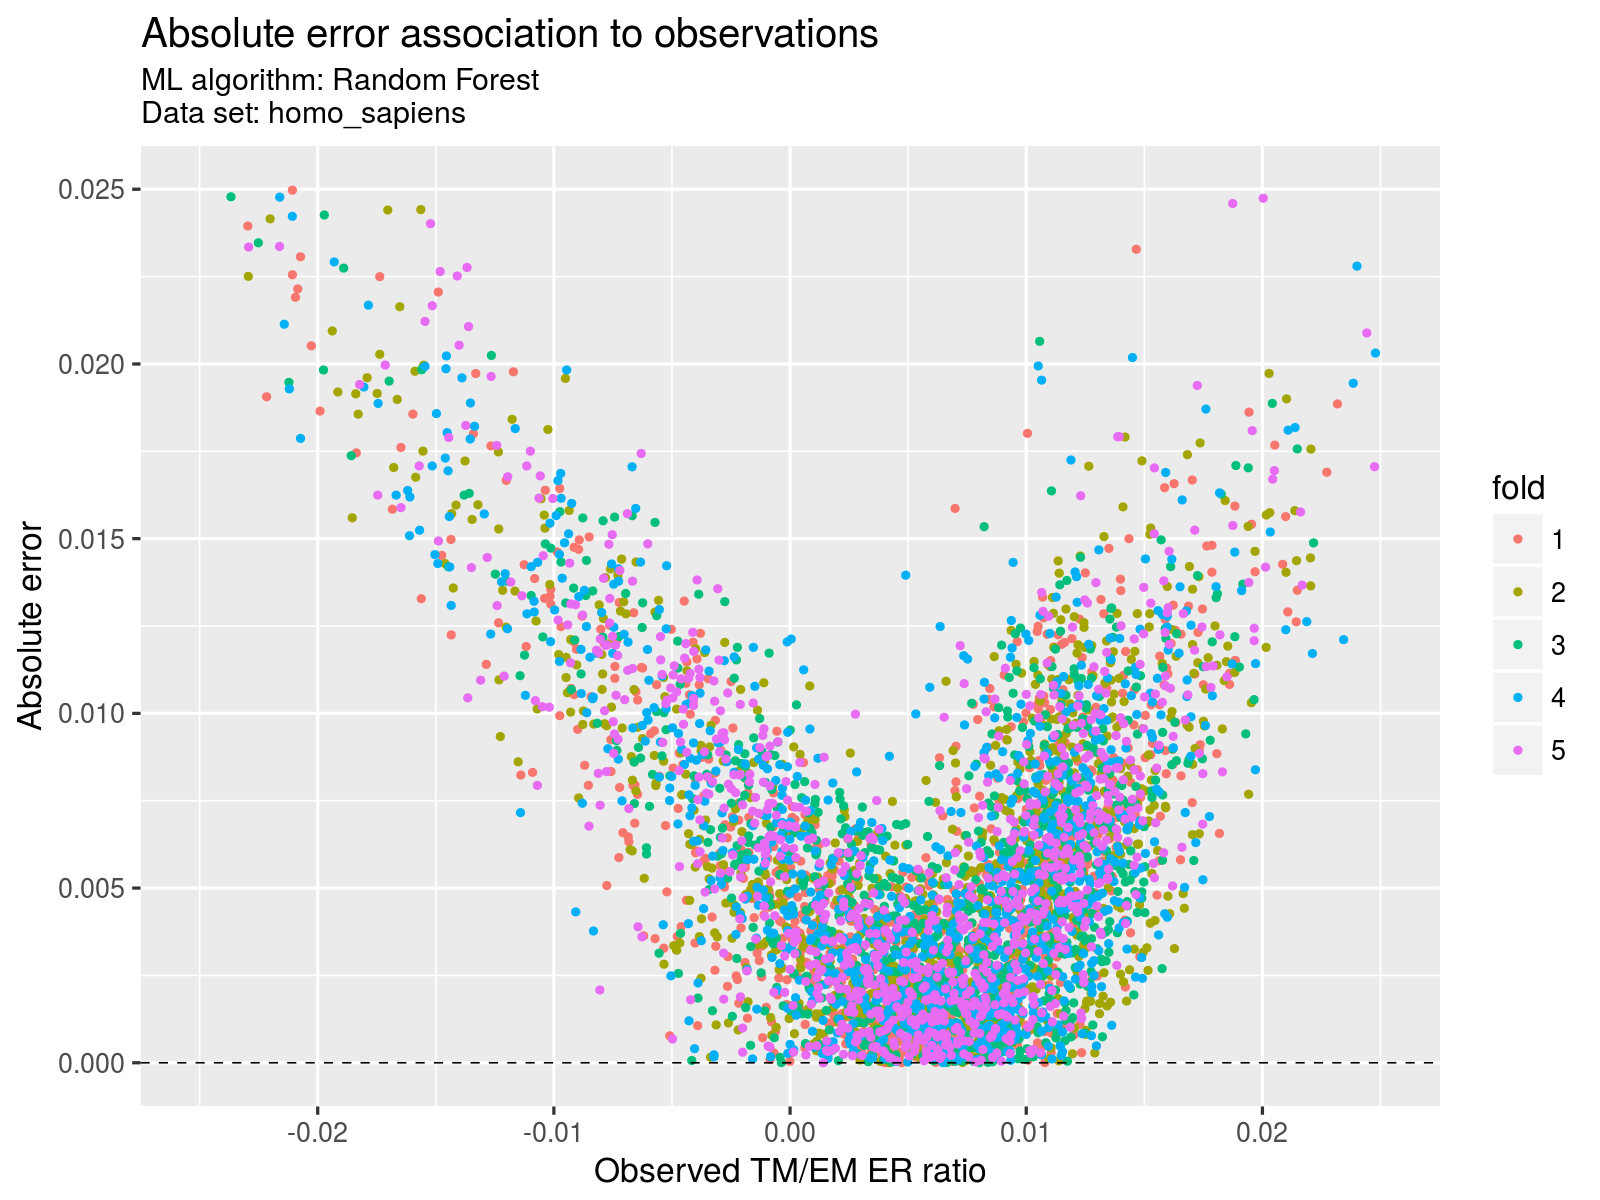 Absolute error association to observations
ML algorithm: Random Forest
Data set: homo_sapiens
0.025
0.020
0.015
0.010
0.005
0.000
Absolute error
-0.02
-0.01
0.00
0.01
0.02
Observed TM/EM ER ratio
fold
1
2
3
4
5